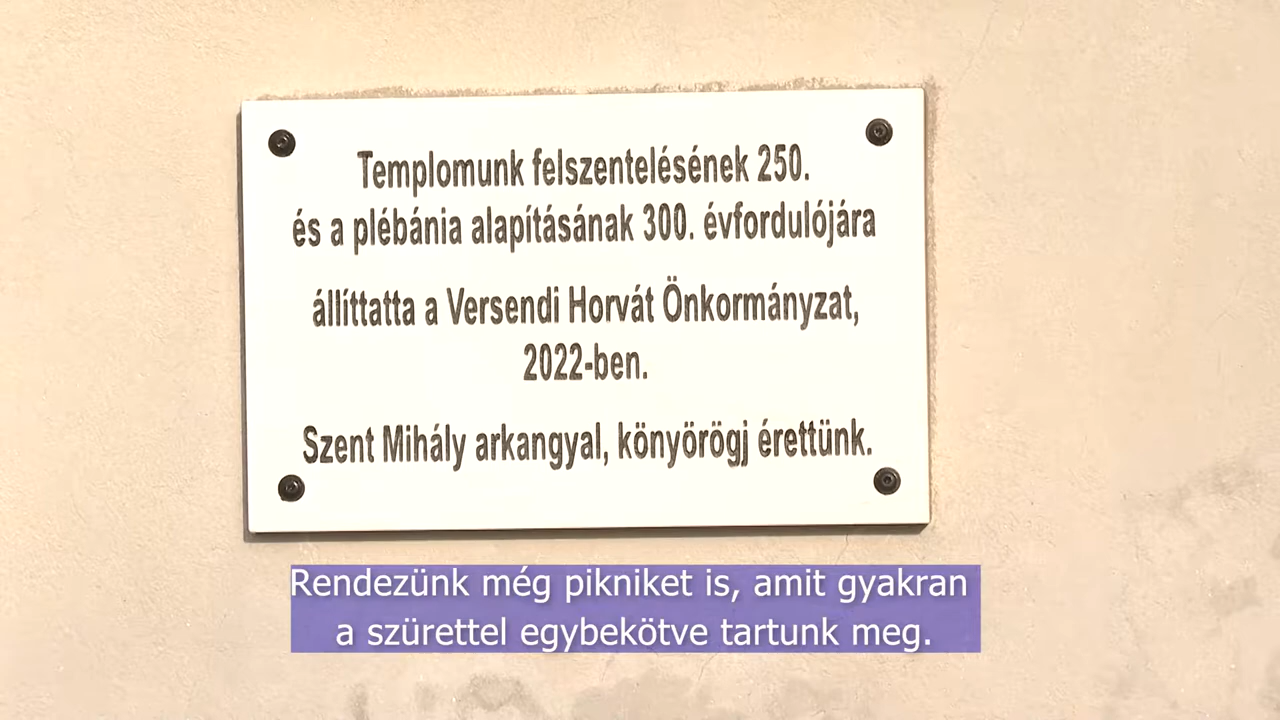 Templomunk felszentelésének 250.
és a plébánia alapításának 300. évfordulójára
állíttatta a Versendi Horvát Önkormányzat,
2022-ben.
Szent Mihály arkangyal, könyörögj érettünk.
Rendezünk még pikniket is, amit gyakran
a szürettel egybekötve tartunk meg.